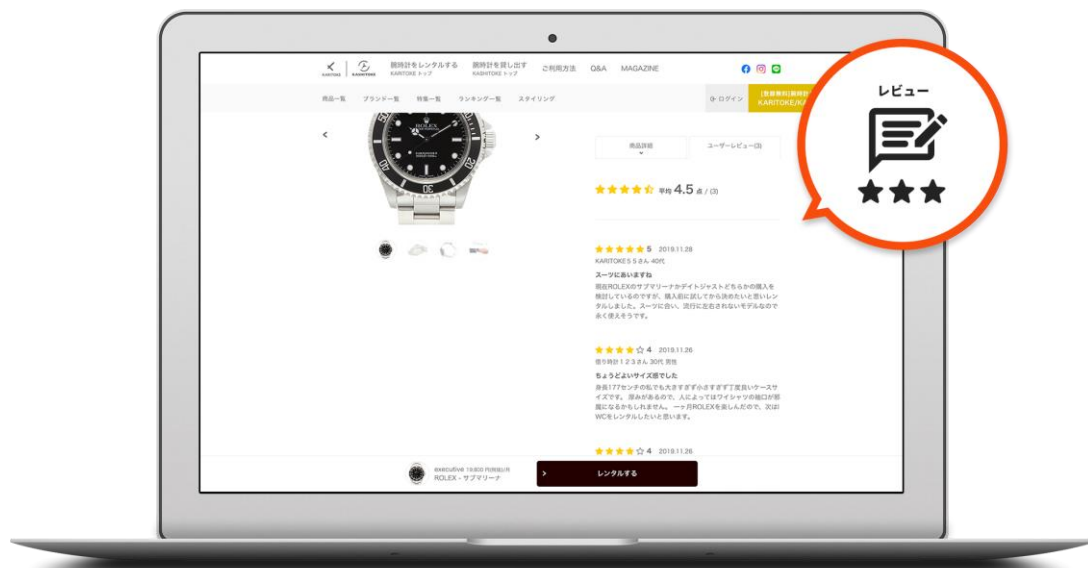 腕時計をレンタルする
KARITOKE トップ
腕時計を貸し出す
KASHITOKE トップ
ご利用方法
Q&A
MAGAZINE
KARITOKE
KASHITOKE
商品一覧
ブランド一覧
特集一覧
ランキング一覧
スタイリング
ログイン
レビュー
ROLEX
商品詳細
ユーザーレビュー(3)
平均 4.5 点 / (3)
5 2019.11.28
KARITOKE５５さん 40代
スーツにあいますね
現在ROLEXのサブマリーナかデイトジャストどちらかの購入を
検討しているのですが、購入前に試してから決めたいと思いレン
タルしました。スーツに合い、流行に左右されないモデルなので
永く使えそうです。
4 2019.11.26
借り時計１２３さん 30代 男性
ちょうどよいサイズ感でした
身長177センチの私でも大きすぎず小さすぎず丁度良いケースサ
イズです。 厚みがあるので、人によってはワイシャツの袖口が邪
魔になるかもしれません。 一ヶ月ROLEXを楽しんだので、次はI
WCをレンタルしたいと思います。
4 2019.11.26
executive
ROLEX - サブマリーナ
レンタルする